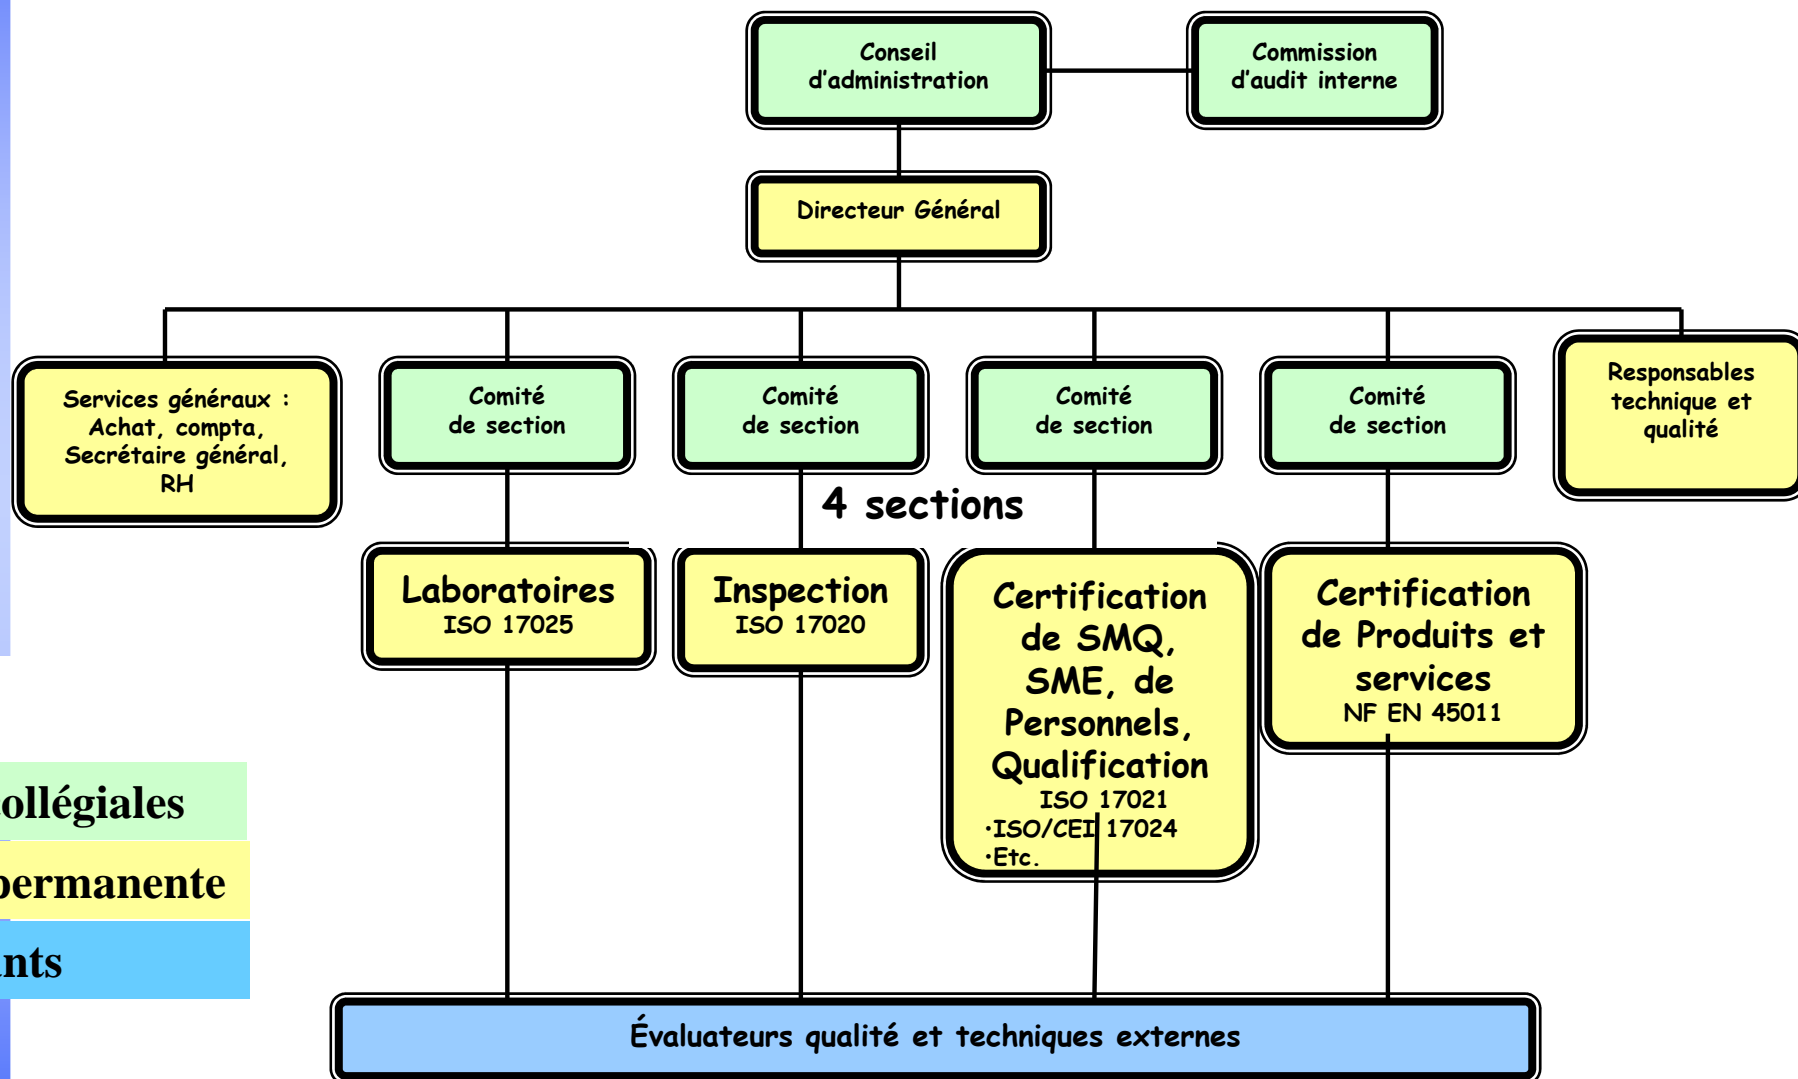 Conseil
d'administration
Commission
d'audit interne
Directeur Général
Services généraux :
Achat, compta,
Secrétaire général,
RH
Comité
de section
Comité
de section
Comité
de section
Comité
de section
Responsables
technique et
qualité
4 sections
Laboratoires
ISO 17025
Inspection
ISO 17020
Certification
de SMQ,
SME, de
Personnels,
Qualification
ISO 17021
•ISO/CEI 17024
•Etc.
Certification
de Produits et
services
NF EN 45011
ollégiales
permanente
ants
Évaluateurs qualité et techniques externes